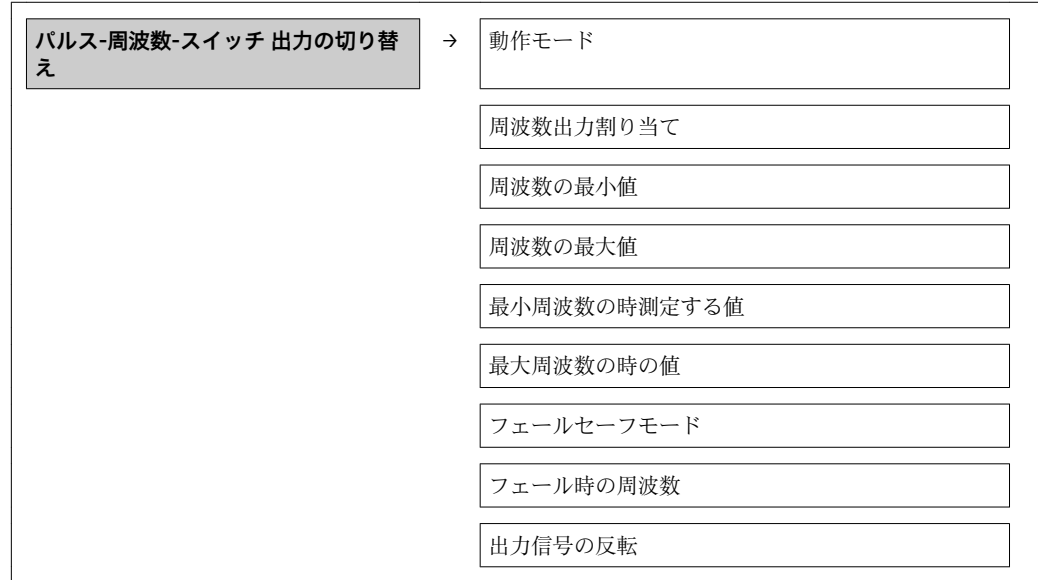 パルス-周波数-スイッチ 出力の切り替
え
→
動作モード
周波数出力割り当て
周波数の最小値
周波数の最大値
最小周波数の時測定する値
最大周波数の時の値
フェールセーフモード
フェール時の周波数
出力信号の反転